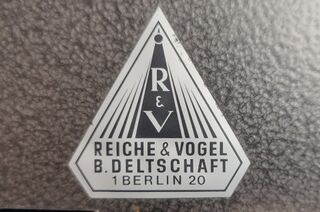 R
&
V
REICHE & VOGEL
B. DELTSCHAFT
1 BERLIN 20